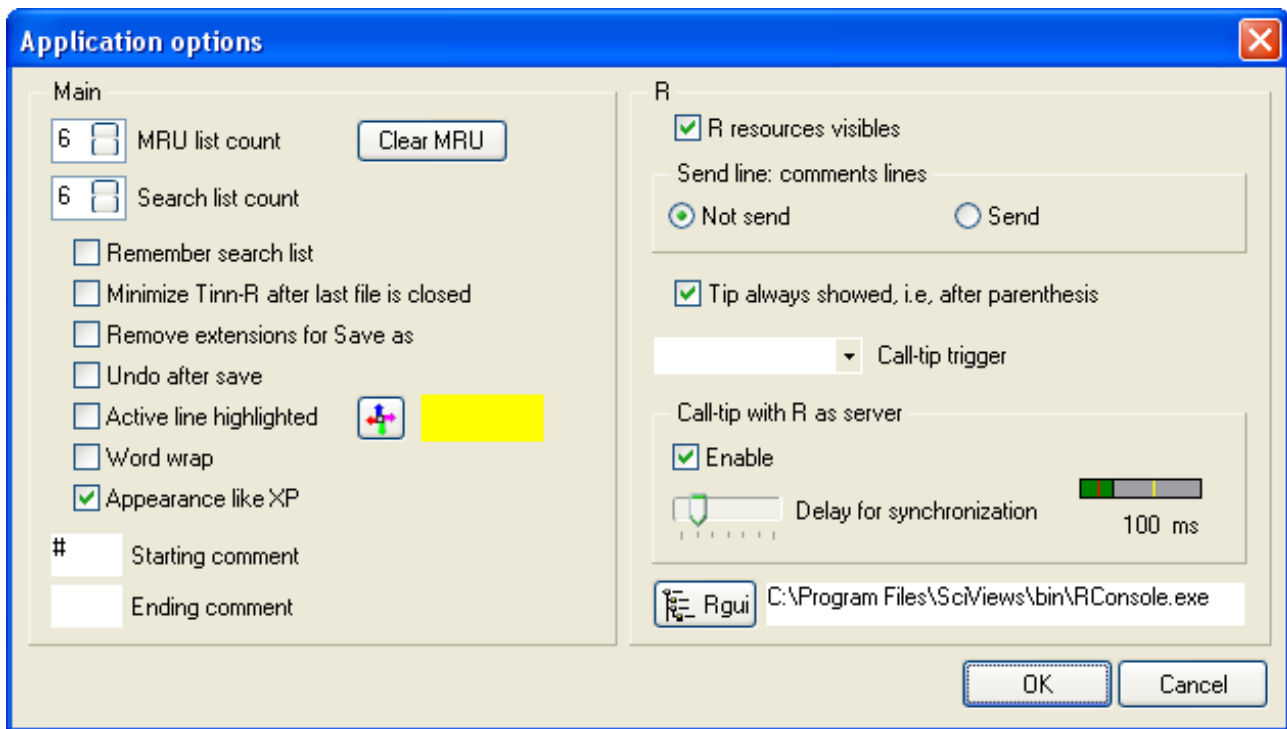 Application options
Main
6 MRU list count Clear MRU
6 Search list count
Remember search list
Minimize Tinn-R after last file is closed
Remove extensions for Save as
Undo after save
Active line highlighted
Word wrap
Appearance like XP
# Starting comment
Ending comment
R
R resources visibles
Send line: comments lines
Not send Send
Tip always showed, i.e, after parenthesis
Call-tip trigger
Call-tip with R as server
Enable
Delay for synchronization
100 ms
Rgui C:\Program Files\SciViews\bin\RConsole.exe
OK Cancel